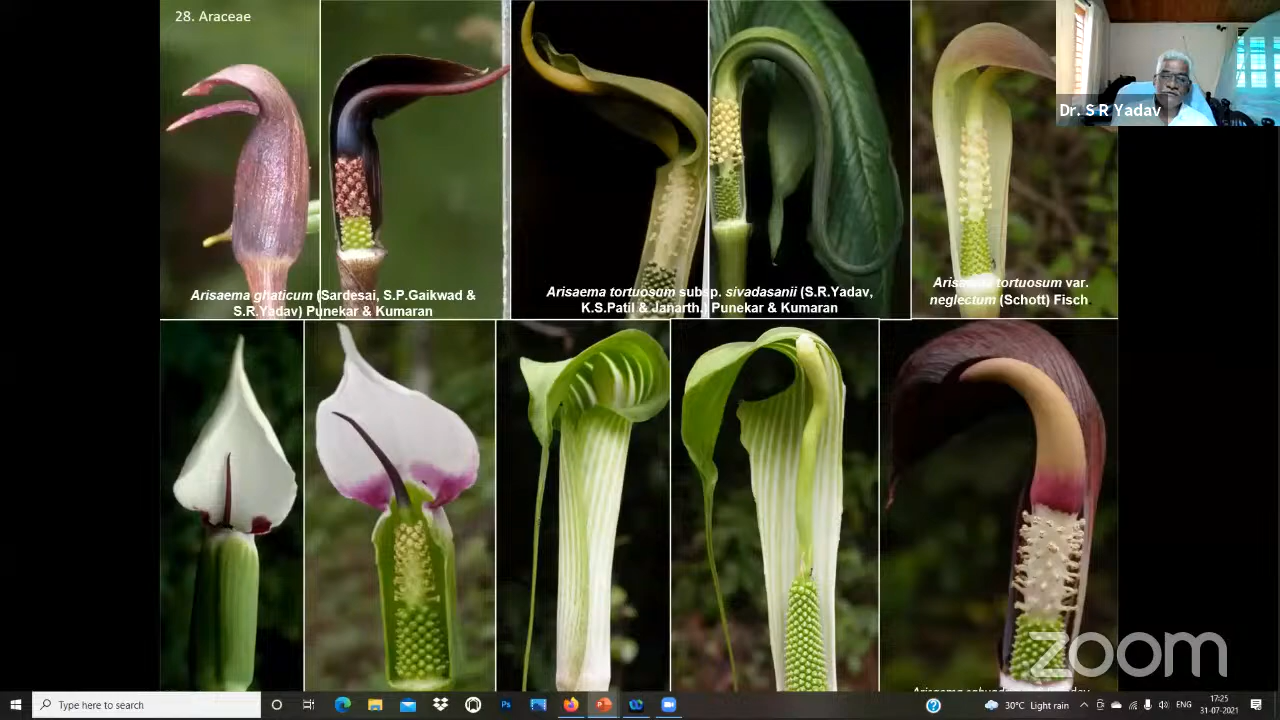 28. Araceae
Dr. S R Yadav
Arisaema ghaticum (Sardesai, S.P.Gaikwad &
S.R.Yadav) Punekar & Kumaran
Arisaema tortuosum subsp. sivadasanii (S.R.Yadav,
K.S.Patil & Janarth.) Punekar & Kumaran
Arisaema tortuosum var.
neglectum (Schott) Fisch
zoom
Type here to search
30°C Light rain
ENG
17:25
31-07-2021